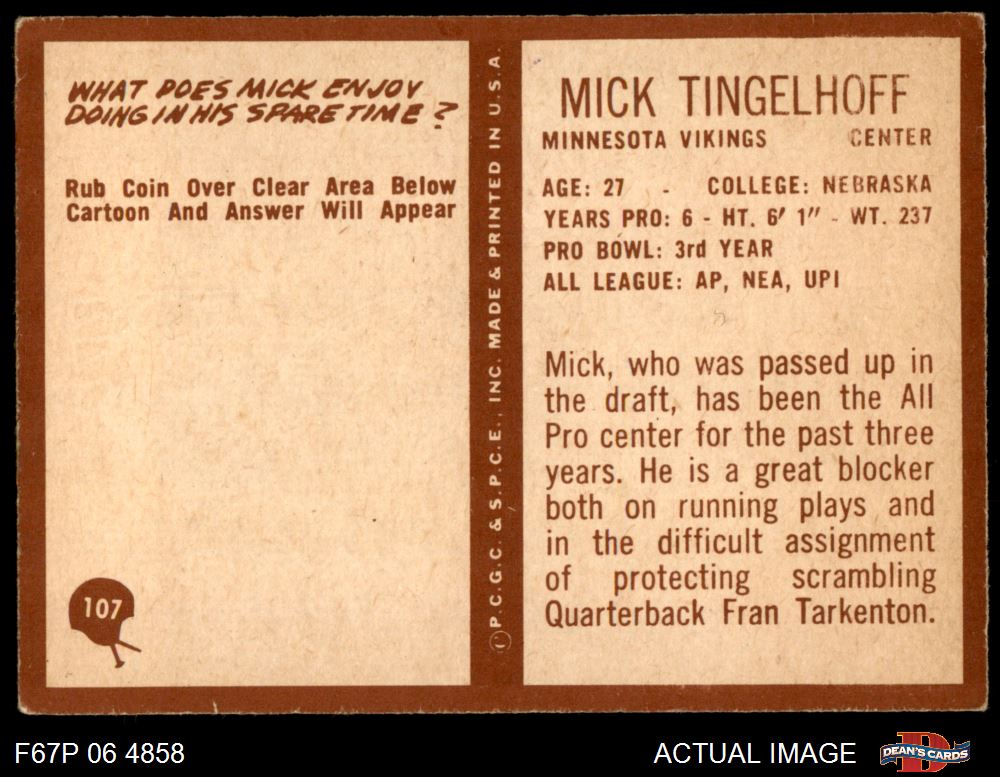 WHAT DOES MICK ENJOY
DOING IN HIS SPARE TIME ?
Rub Coin Over Clear Area Below
Cartoon And Answer Will Appear
107
© P.C.G.C. & S.P.C.E., INC. MADE & PRINTED IN U.S.A.
MICK TINGELHOFF
MINNESOTA VIKINGS CENTER
AGE: 27 - COLLEGE: NEBRASKA
YEARS PRO: 6 - HT. 6' 1" - WT. 237
PRO BOWL: 3rd YEAR
ALL LEAGUE: AP, NEA, UPI
Mick, who was passed up in
the draft, has been the All
Pro center for the past three
years. He is a great blocker
both on running plays and
in the difficult assignment
of protecting scrambling
Quarterback Fran Tarkenton.
F67P 06 4858
ACTUAL IMAGE
D
DEAN'S CARDS